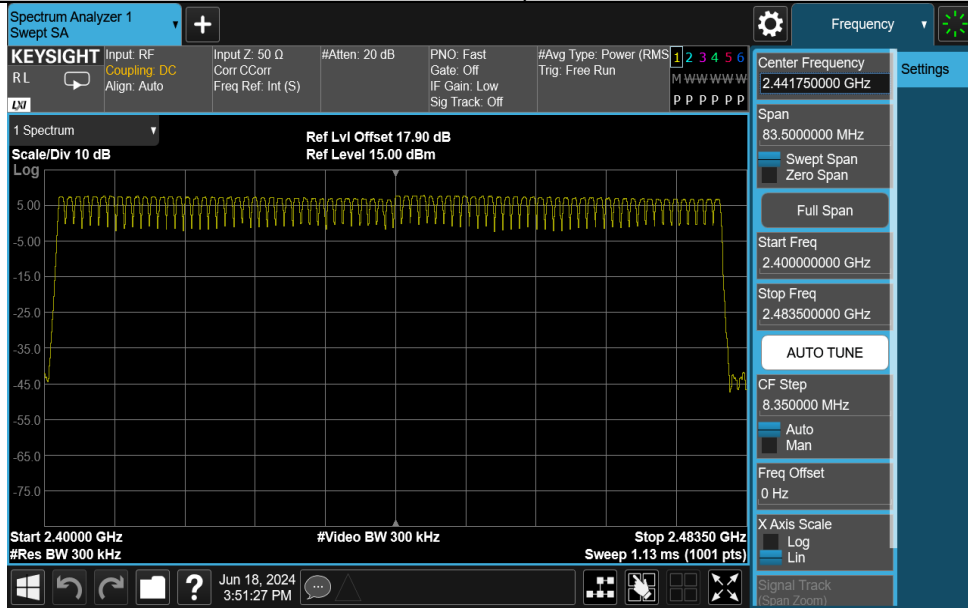 Spectrum Analyzer 1
Swept SA
+
Frequency
KEYSIGHT
R L
LXI
Input: RF
Coupling: DC
Align: Auto
Input Z: 50 Ω
Corr CCorr
Freq Ref: Int (S)
#Atten: 20 dB
PNO: Fast
Gate: Off
IF Gain: Low
Sig Track: Off
#Avg Type: Power (RMS
Trig: Free Run
1 2 3 4 5 6
M W W W W W
P P P P P P
Center Frequency
2.441750000 GHz
Settings
Span
83.5000000 MHz
Swept Span
Zero Span
Full Span
Start Freq
2.400000000 GHz
Stop Freq
2.483500000 GHz
AUTO TUNE
CF Step
8.350000 MHz
Auto
Man
Freq Offset
0 Hz
X Axis Scale
Log
Lin
Signal Track
(Span Zoom)
1 Spectrum
Scale/Div 10 dB
Ref Lvl Offset 17.90 dB
Ref Level 15.00 dBm
Log
5.00
-5.00
-15.0
-25.0
-35.0
-45.0
-55.0
-65.0
-75.0
Start 2.40000 GHz
#Video BW 300 kHz
Stop 2.48350 GHz
#Res BW 300 kHz
Sweep 1.13 ms (1001 pts)
?
Jun 18, 2024
3:51:27 PM